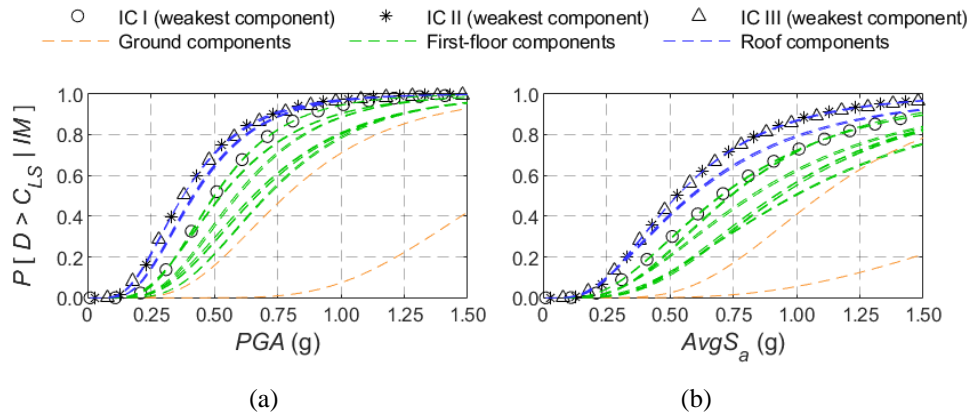 IC I (weakest component) IC II (weakest component) IC III (weakest component)
Ground components First-floor components Roof components
P [ D > C_LS | IM ]
1.0
0.8
0.6
0.4
0.2
0.0
0 0.25 0.50 0.75 1.00 1.25 1.50
PGA (g)
(a)
1.0
0.8
0.6
0.4
0.2
0.0
0 0.25 0.50 0.75 1.00 1.25 1.50
AvgS_a (g)
(b)